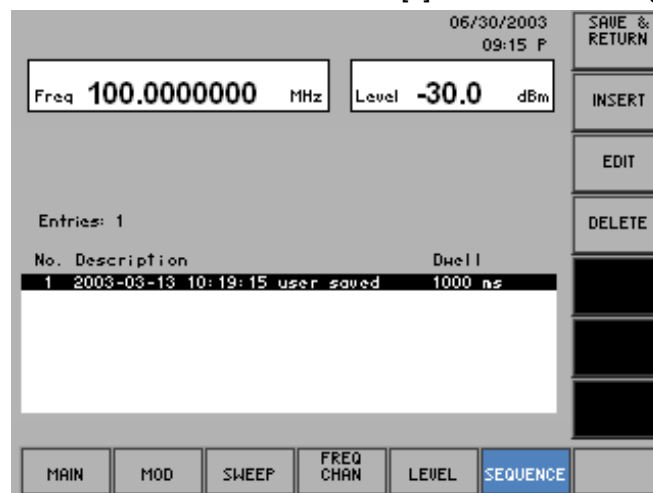 06/30/2003
09:15 P
Freq 100.0000000 MHz
Level -30.0 dBm
Entries: 1
No. Description Dwell
1 2003-03-13 10:19:15 user saved 1000 ms
SAVE &
RETURN
INSERT
EDIT
DELETE
MAIN
MOD
SWEEP
FREQ
CHAN
LEVEL
SEQUENCE